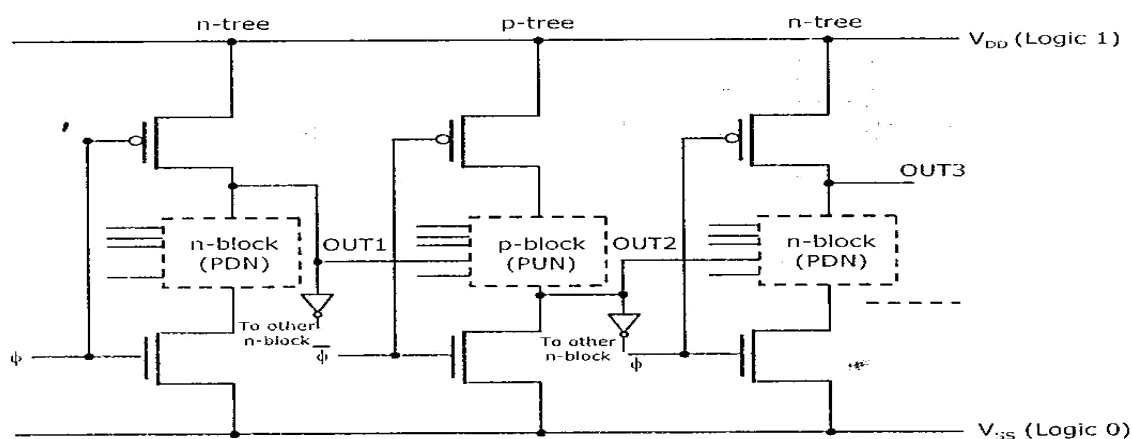 n-tree
p-tree
n-tree
V_DD (Logic 1)
OUT3
n-block
(PDN)
OUT1
p-block
(PUN)
OUT2
n-block
(PDN)
To other
n-block
To other
n-block
ϕ
ϕ̅
ϕ
V_SS (Logic 0)